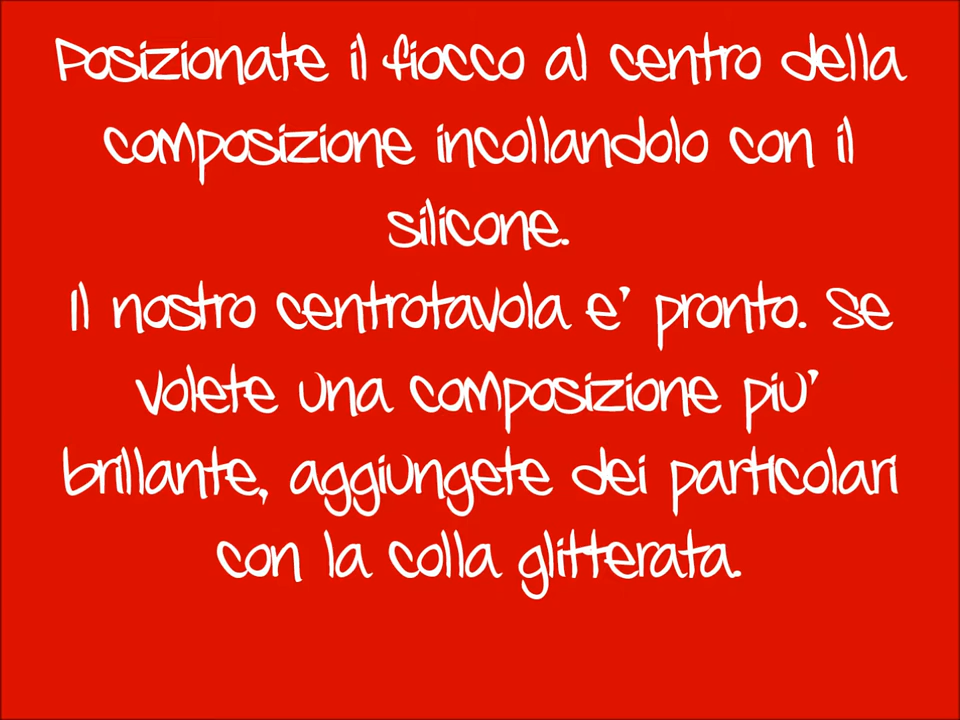 Posizionate il fiocco al centro della
composizione incollandolo con il
silicone.
Il nostro centrotavola e' pronto. Se
volete una composizione piu'
brillante, aggiungete dei particolari
con la colla glitterata.